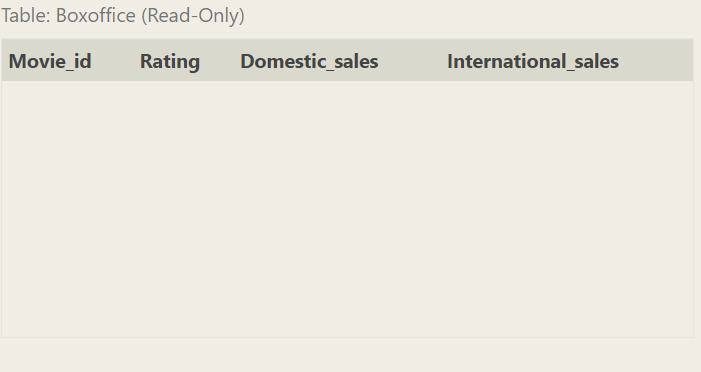 Table: Boxoffice (Read-Only)
Movie_id Rating Domestic_sales International_sales